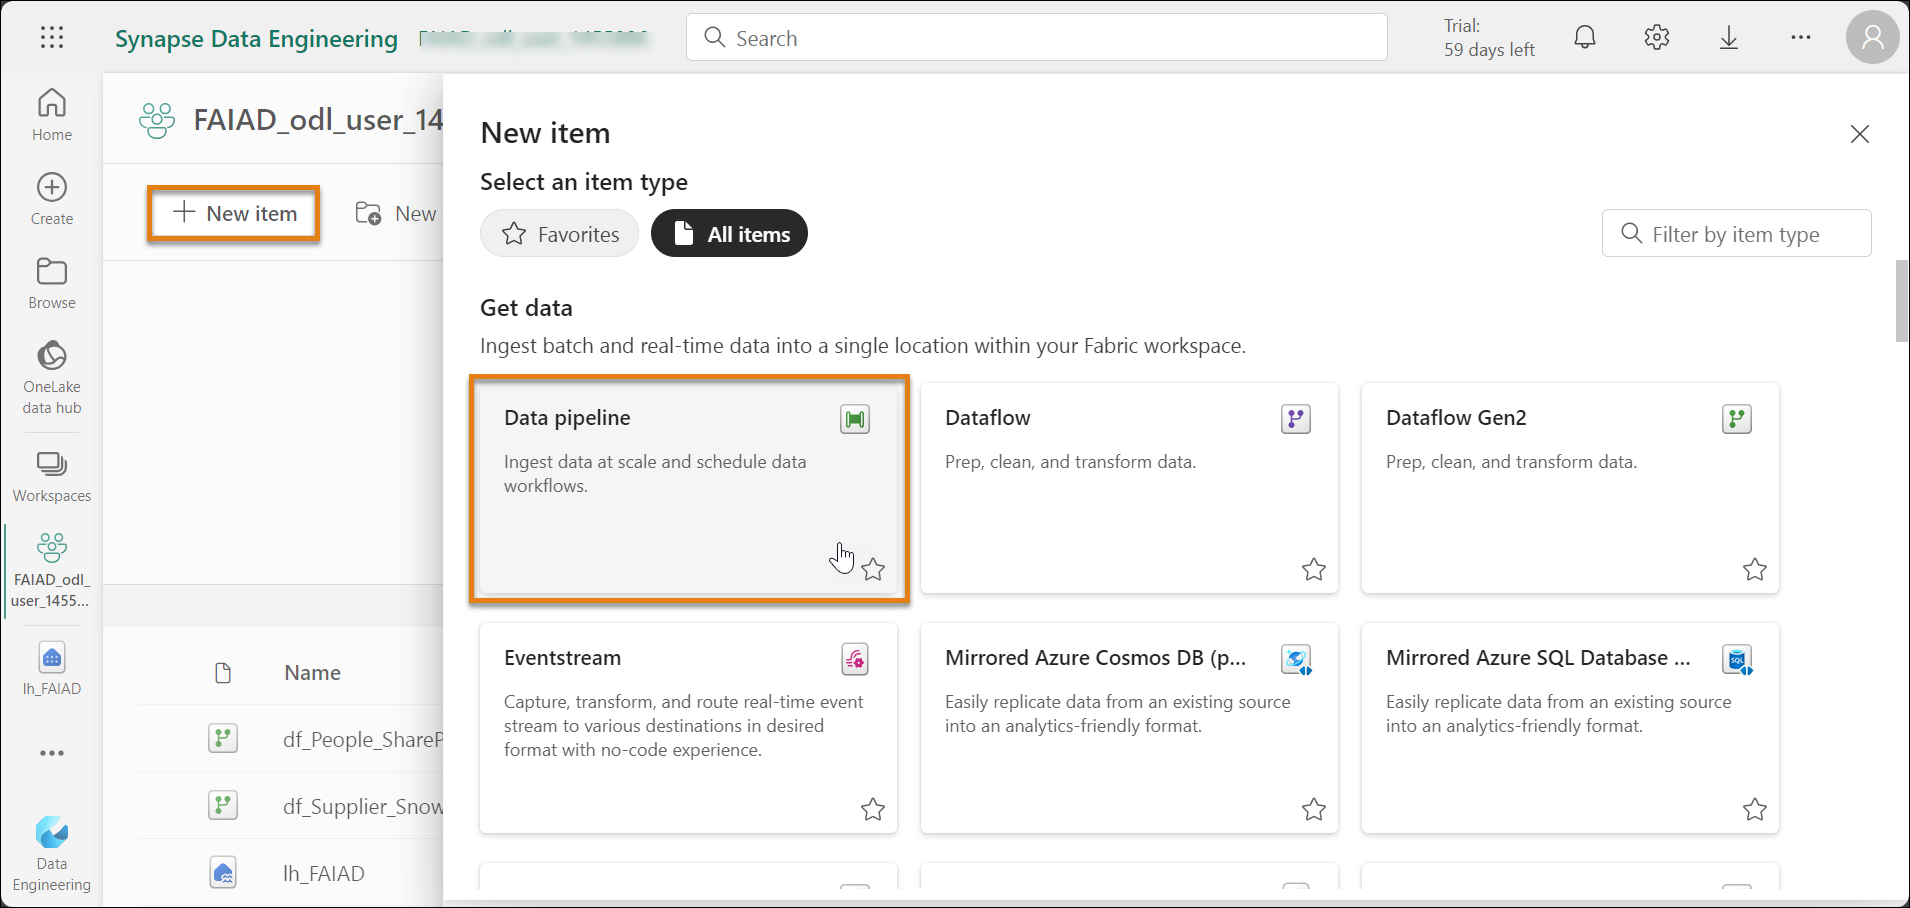 Synapse Data Engineering
Search
Trial:
59 days left
Home
Create
Browse
OneLake
data hub
Workspaces
FAIAD_odl_
user_1455...
lh_FAIAD
Data
Engineering
FAIAD_odl_user_14
New item
New
Name
df_People_ShareP
df_Supplier_Snow
lh_FAIAD
New item
Select an item type
Favorites
All items
Filter by item type
Get data
Ingest batch and real-time data into a single location within your Fabric workspace.
Data pipeline
Ingest data at scale and schedule data
workflows.
Dataflow
Prep, clean, and transform data.
Dataflow Gen2
Prep, clean, and transform data.
Eventstream
Capture, transform, and route real-time event
stream to various destinations in desired
format with no-code experience.
Mirrored Azure Cosmos DB (p...
Easily replicate data from an existing source
into an analytics-friendly format.
Mirrored Azure SQL Database ...
SQL
Easily replicate data from an existing source
into an analytics-friendly format.